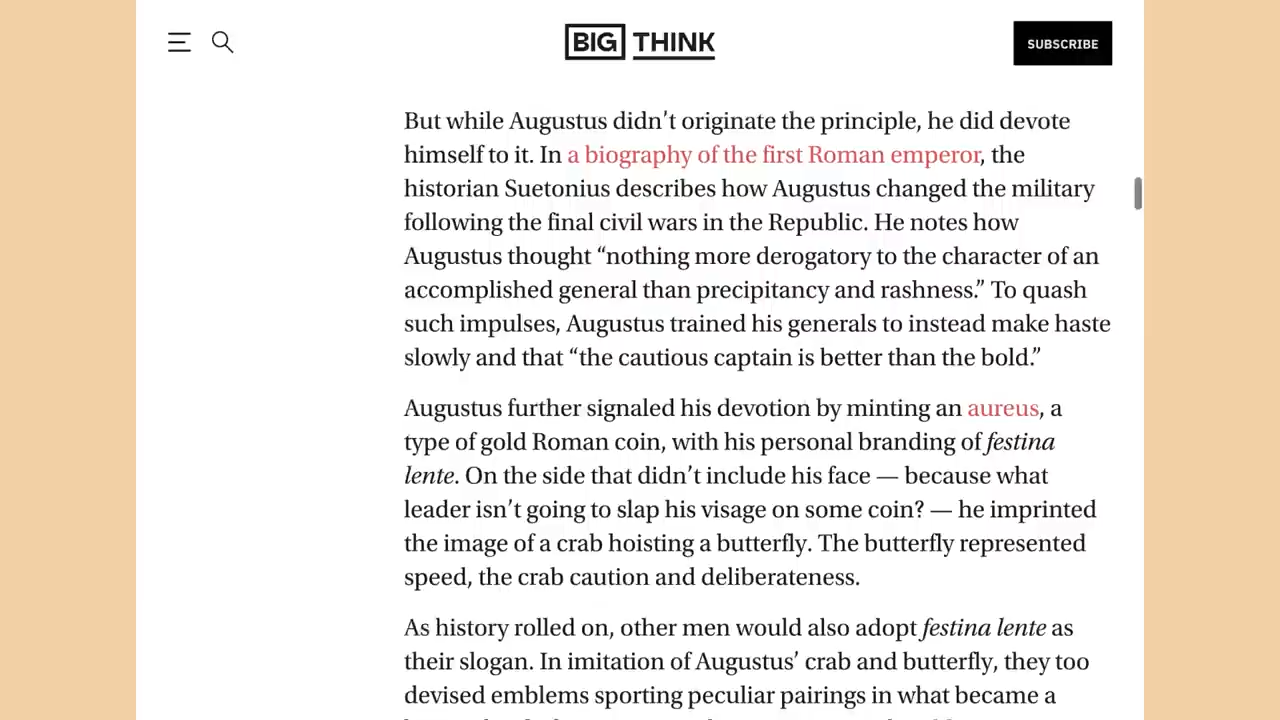 BIG THINK
SUBSCRIBE
But while Augustus didn’t originate the principle, he did devote
himself to it. In a biography of the first Roman emperor, the
historian Suetonius describes how Augustus changed the military
following the final civil wars in the Republic. He notes how
Augustus thought “nothing more derogatory to the character of an
accomplished general than precipitancy and rashness.” To quash
such impulses, Augustus trained his generals to instead make haste
slowly and that “the cautious captain is better than the bold.”
Augustus further signaled his devotion by minting an aureus, a
type of gold Roman coin, with his personal branding of festina
lente. On the side that didn’t include his face — because what
leader isn’t going to slap his visage on some coin? — he imprinted
the image of a crab hoisting a butterfly. The butterfly represented
speed, the crab caution and deliberateness.
As history rolled on, other men would also adopt festina lente as
their slogan. In imitation of Augustus’ crab and butterfly, they too
devised emblems sporting peculiar pairings in what became a